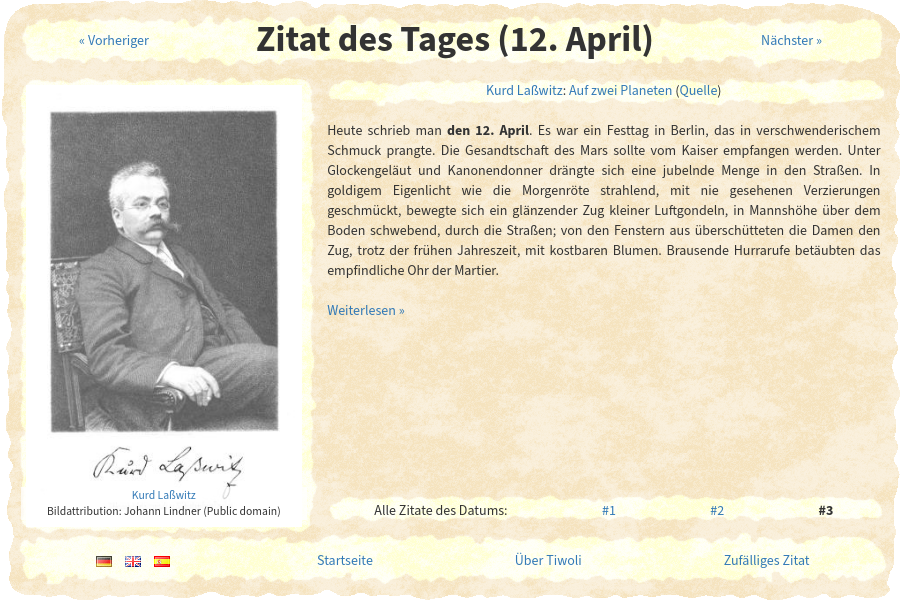 « Vorheriger
Zitat des Tages (12. April)
Nächster »
Kurd Laßwitz: Auf zwei Planeten (Quelle)
Heute schrieb man den 12. April. Es war ein Festtag in Berlin, das in verschwenderischem
Schmuck prangte. Die Gesandtschaft des Mars sollte vom Kaiser empfangen werden. Unter
Glockengeläut und Kanonendonner drängte sich eine jubelnde Menge in den Straßen. In
goldigem Eigenlicht wie die Morgenröte strahlend, mit nie gesehenen Verzierungen
geschmückt, bewegte sich ein glänzender Zug kleiner Luftgondeln, in Mannshöhe über dem
Boden schwebend, durch die Straßen; von den Fenstern aus überschütteten die Damen den
Zug, trotz der frühen Jahreszeit, mit kostbaren Blumen. Brausende Hurrarufe betäubten das
empfindliche Ohr der Martier.
Weiterlesen »
Kurd Laßwitz
Kurd Laßwitz
Bildattribution: Johann Lindner (Public domain)
Alle Zitate des Datums:
#1
#2
#3
Startseite
Über Tiwoli
Zufälliges Zitat